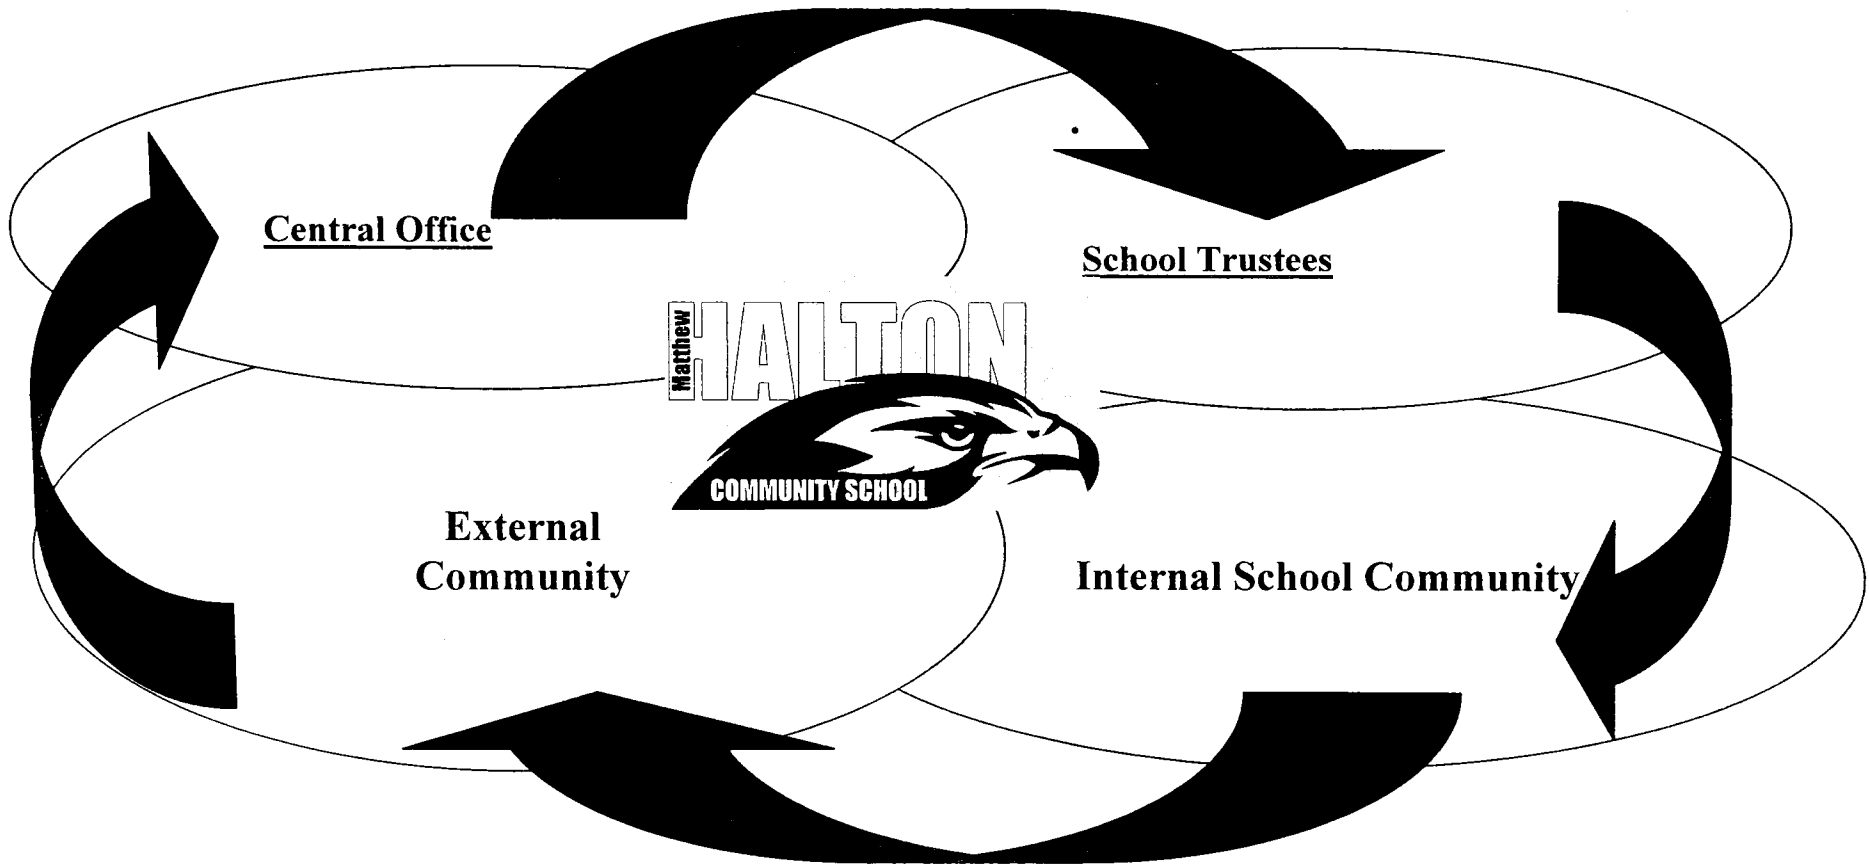 Central Office
School Trustees
Matthew
HALTON
COMMUNITY SCHOOL
External
Community
Internal School Community